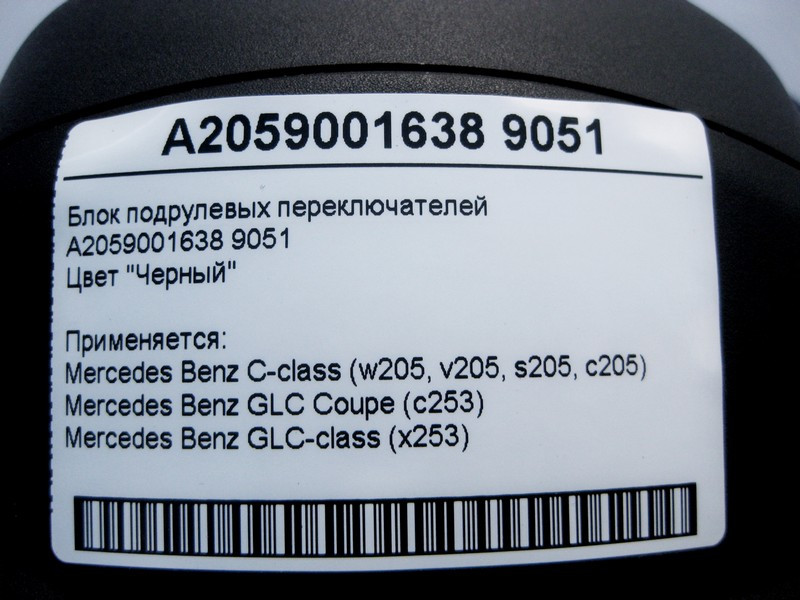 A2059001638 9051
Блок подрулевых переключателей
A2059001638 9051
Цвет "Черный"
Применяется:
Mercedes Benz C-class (w205, v205, s205, c205)
Mercedes Benz GLC Coupe (c253)
Mercedes Benz GLC-class (x253)